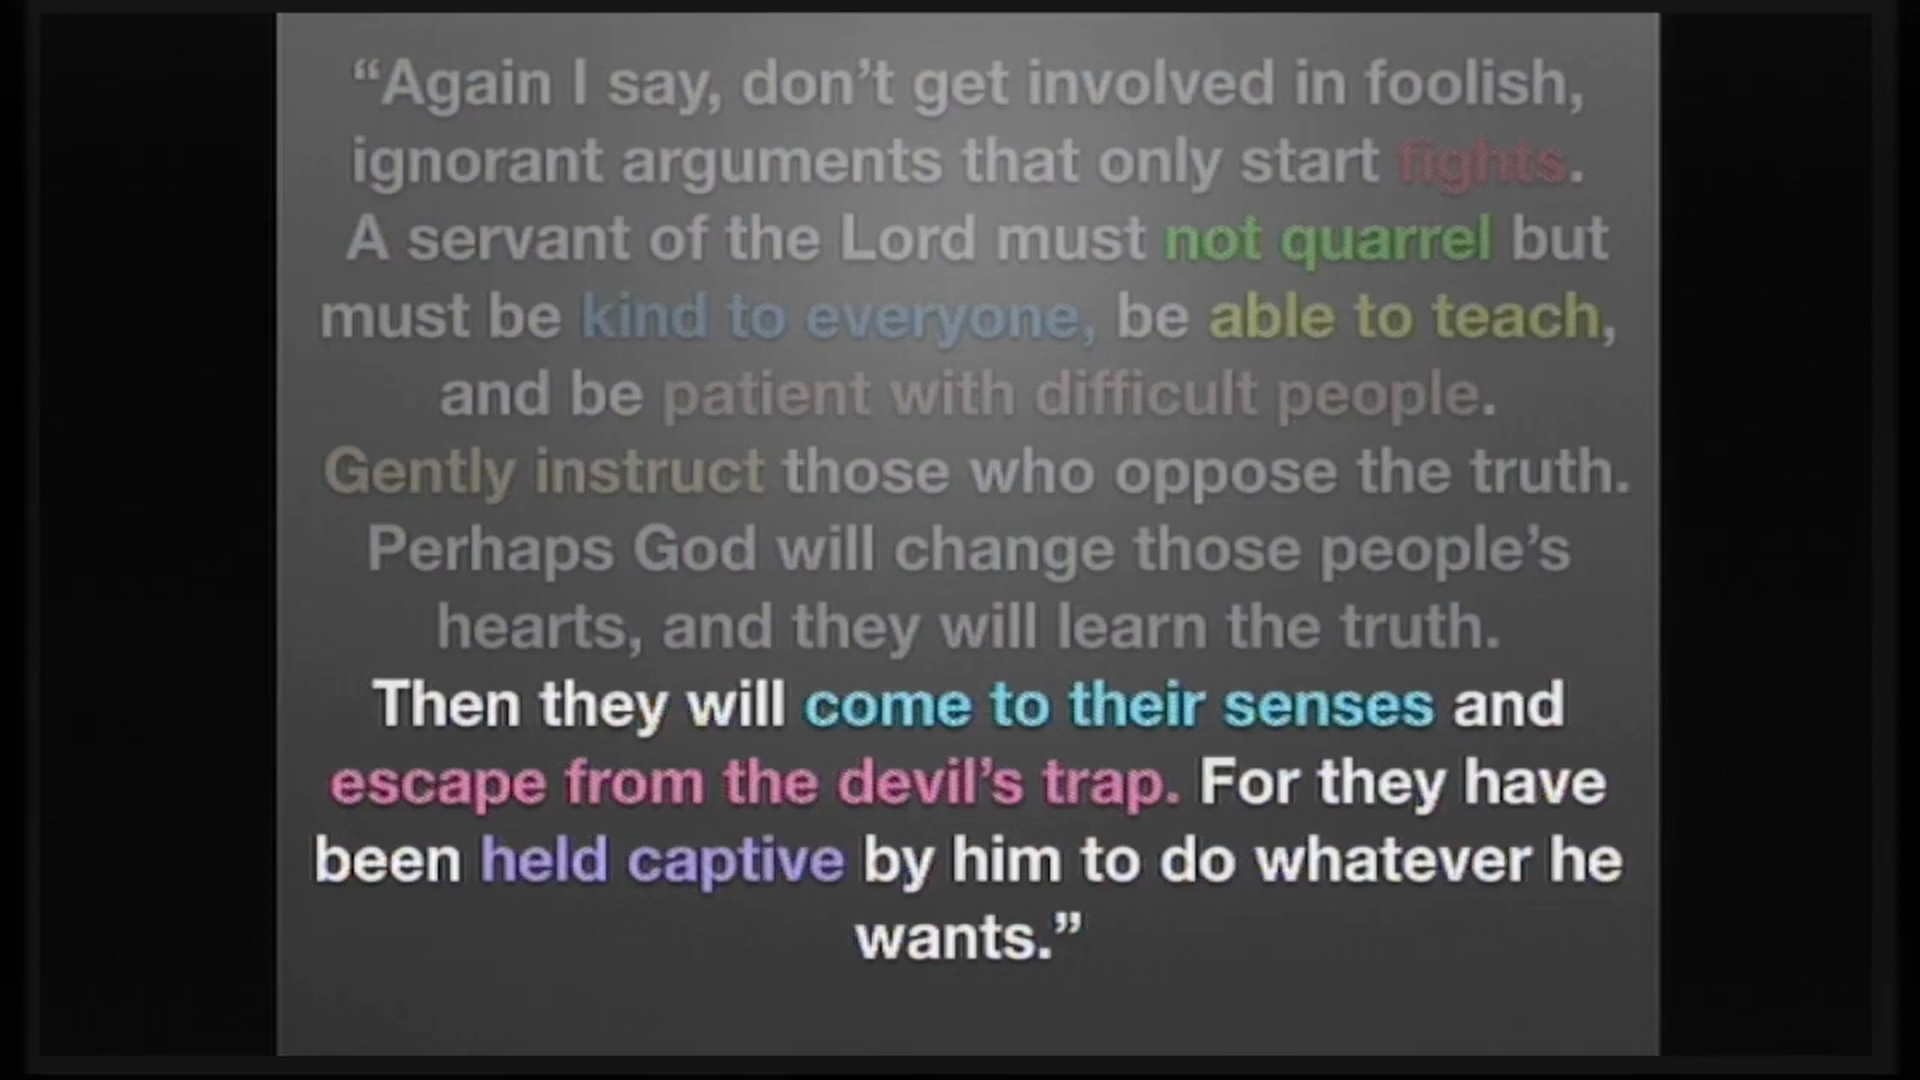 “Again I say, don’t get involved in foolish,
ignorant arguments that only start fights.
A servant of the Lord must not quarrel but
must be kind to everyone, be able to teach,
and be patient with difficult people.
Gently instruct those who oppose the truth.
Perhaps God will change those people’s
hearts, and they will learn the truth.
Then they will come to their senses and
escape from the devil’s trap. For they have
been held captive by him to do whatever he
wants.”